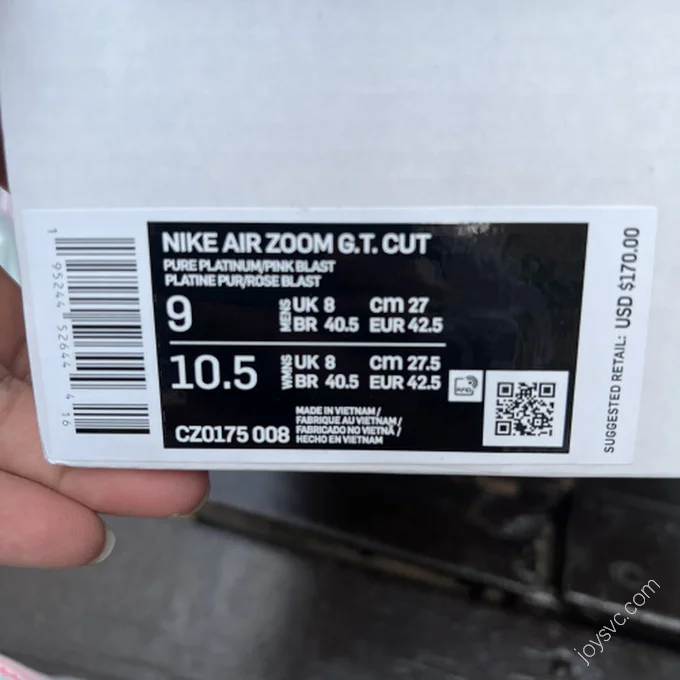 1 95244 52644 4 16
NIKE AIR ZOOM G.T. CUT
PURE PLATINUM/PINK BLAST
PLATINE PUR/ROSE BLAST
9 MENS UK 8 cm 27
BR 40.5 EUR 42.5
10.5 WMNS UK 8 cm 27.5
BR 40.5 EUR 42.5
CZ0175 008
MADE IN VIETNAM/
FABRIQUE AU VIETNAM/
FABRICADO NO VIETNÃ /
HECHO EN VIETNAM
SUGGESTED RETAIL: USD $170.00
joysvc.com